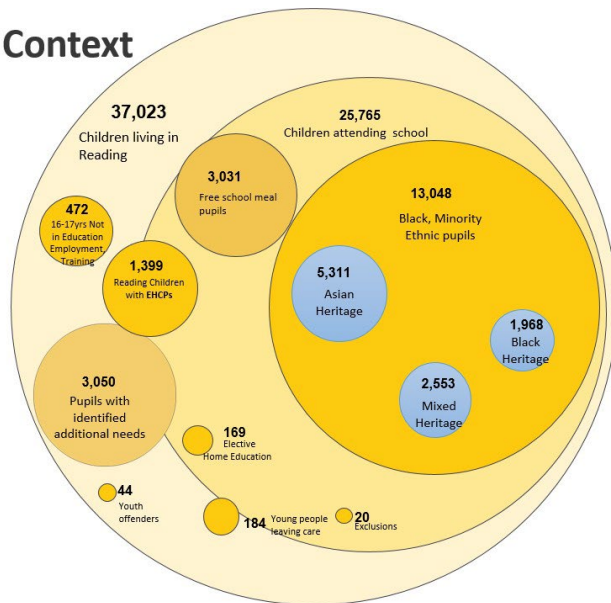 Context
37,023
Children living in
Reading
25,765
Children attending school
3,031
Free school meal
pupils
13,048
Black, Minority
Ethnic pupils
472
16-17yrs Not
in Education
Employment,
Training
1,399
Reading Children
with EHCPs
5,311
Asian
Heritage
1,968
Black
Heritage
2,553
Mixed
Heritage
3,050
Pupils with
identified
additional needs
169
Elective
Home Education
44
Youth
offenders
184 Young people
leaving care
20
Exclusions